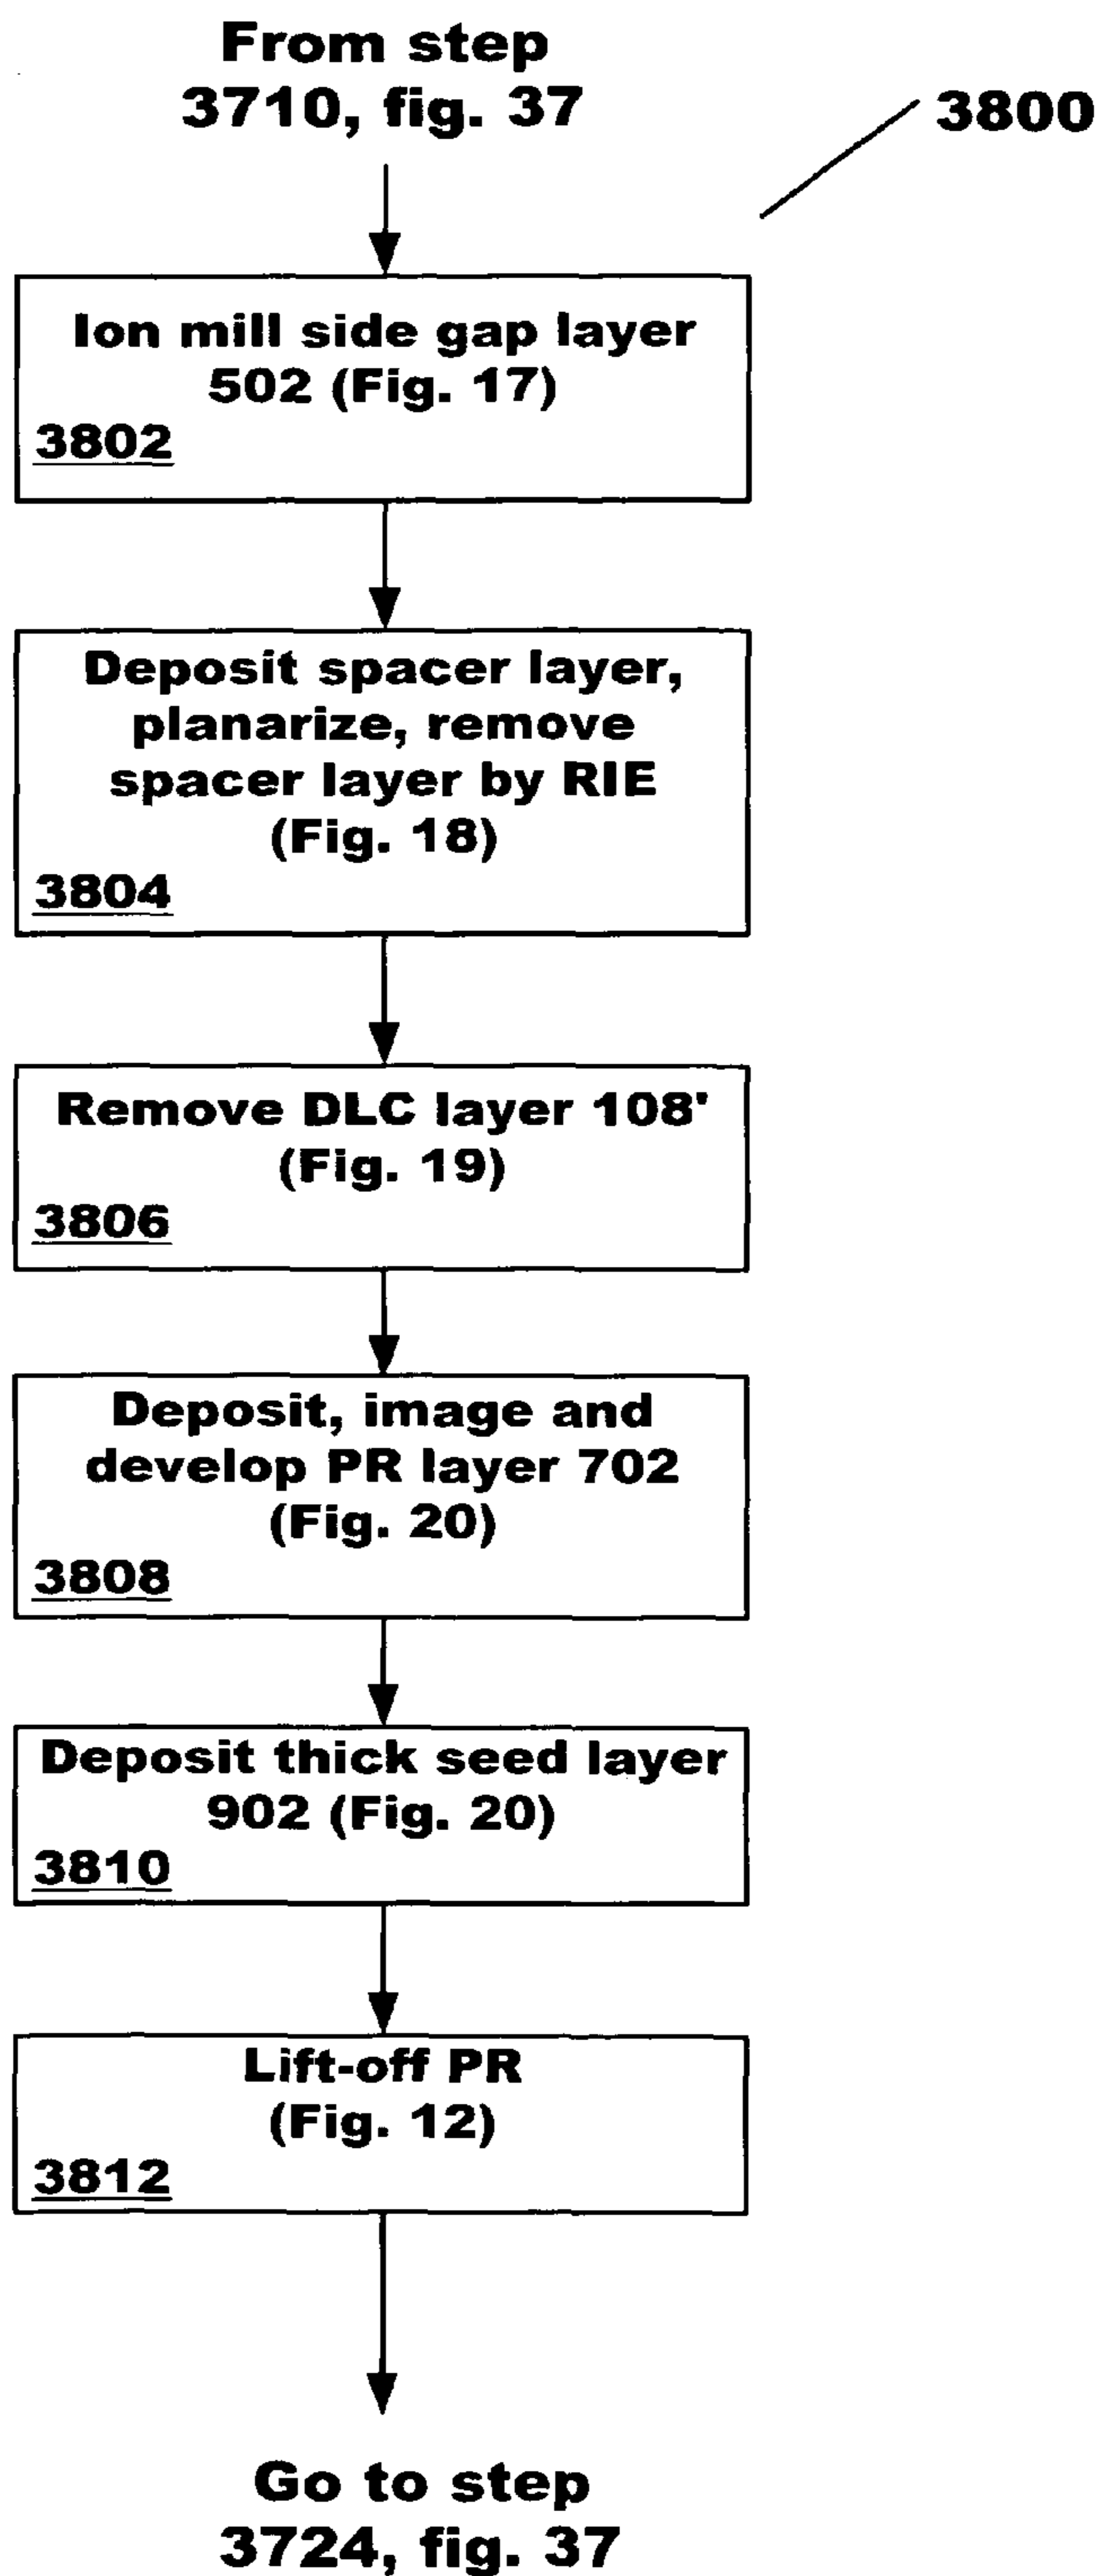 From step
3710, fig. 37
3800
Ion mill side gap layer
502 (Fig. 17)
3802
Deposit spacer layer,
planarize, remove
spacer layer by RIE
(Fig. 18)
3804
Remove DLC layer 108'
(Fig. 19)
3806
Deposit, image and
develop PR layer 702
(Fig. 20)
3808
Deposit thick seed layer
902 (Fig. 20)
3810
Lift-off PR
(Fig. 12)
3812
Go to step
3724, fig. 37